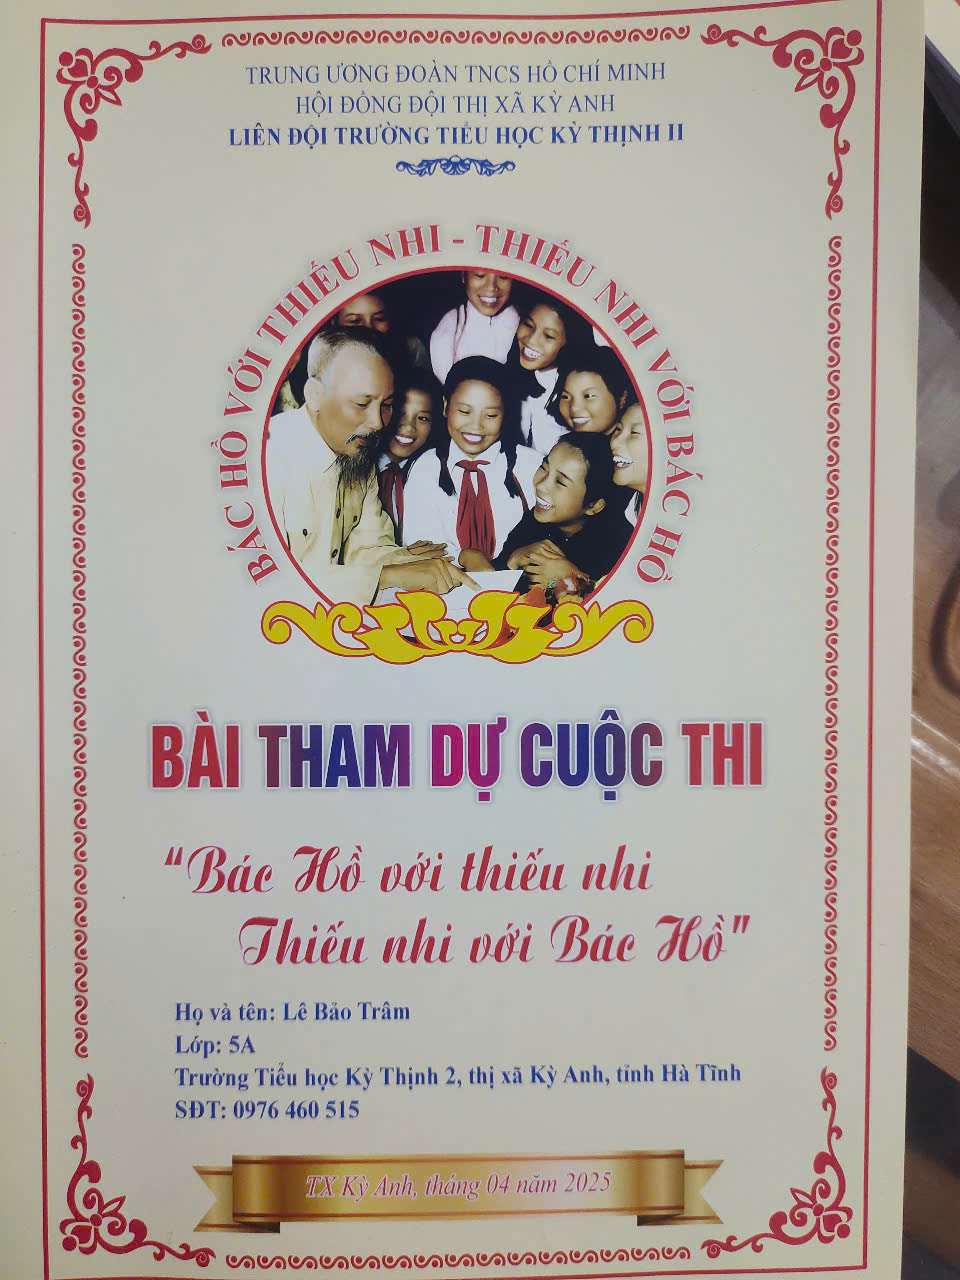 TRUNG ƯƠNG ĐOÀN TNCS HỒ CHÍ MINH
HỘI ĐỒNG ĐỘI THỊ XÃ KỲ ANH
LIÊN ĐỘI TRƯỜNG TIỂU HỌC KỲ THỊNH II
BÁC HỒ VỚI THIẾU NHI - THIẾU NHI VỚI BÁC HỒ
BÀI THAM DỰ CUỘC THI
"Bác Hồ với thiếu nhi
Thiếu nhi với Bác Hồ"
Họ và tên: Lê Bảo Trâm
Lớp: 5A
Trường Tiểu học Kỳ Thịnh 2, thị xã Kỳ Anh, tỉnh Hà Tĩnh
SĐT: 0976 460 515
TX Kỳ Anh, tháng 04 năm 2025